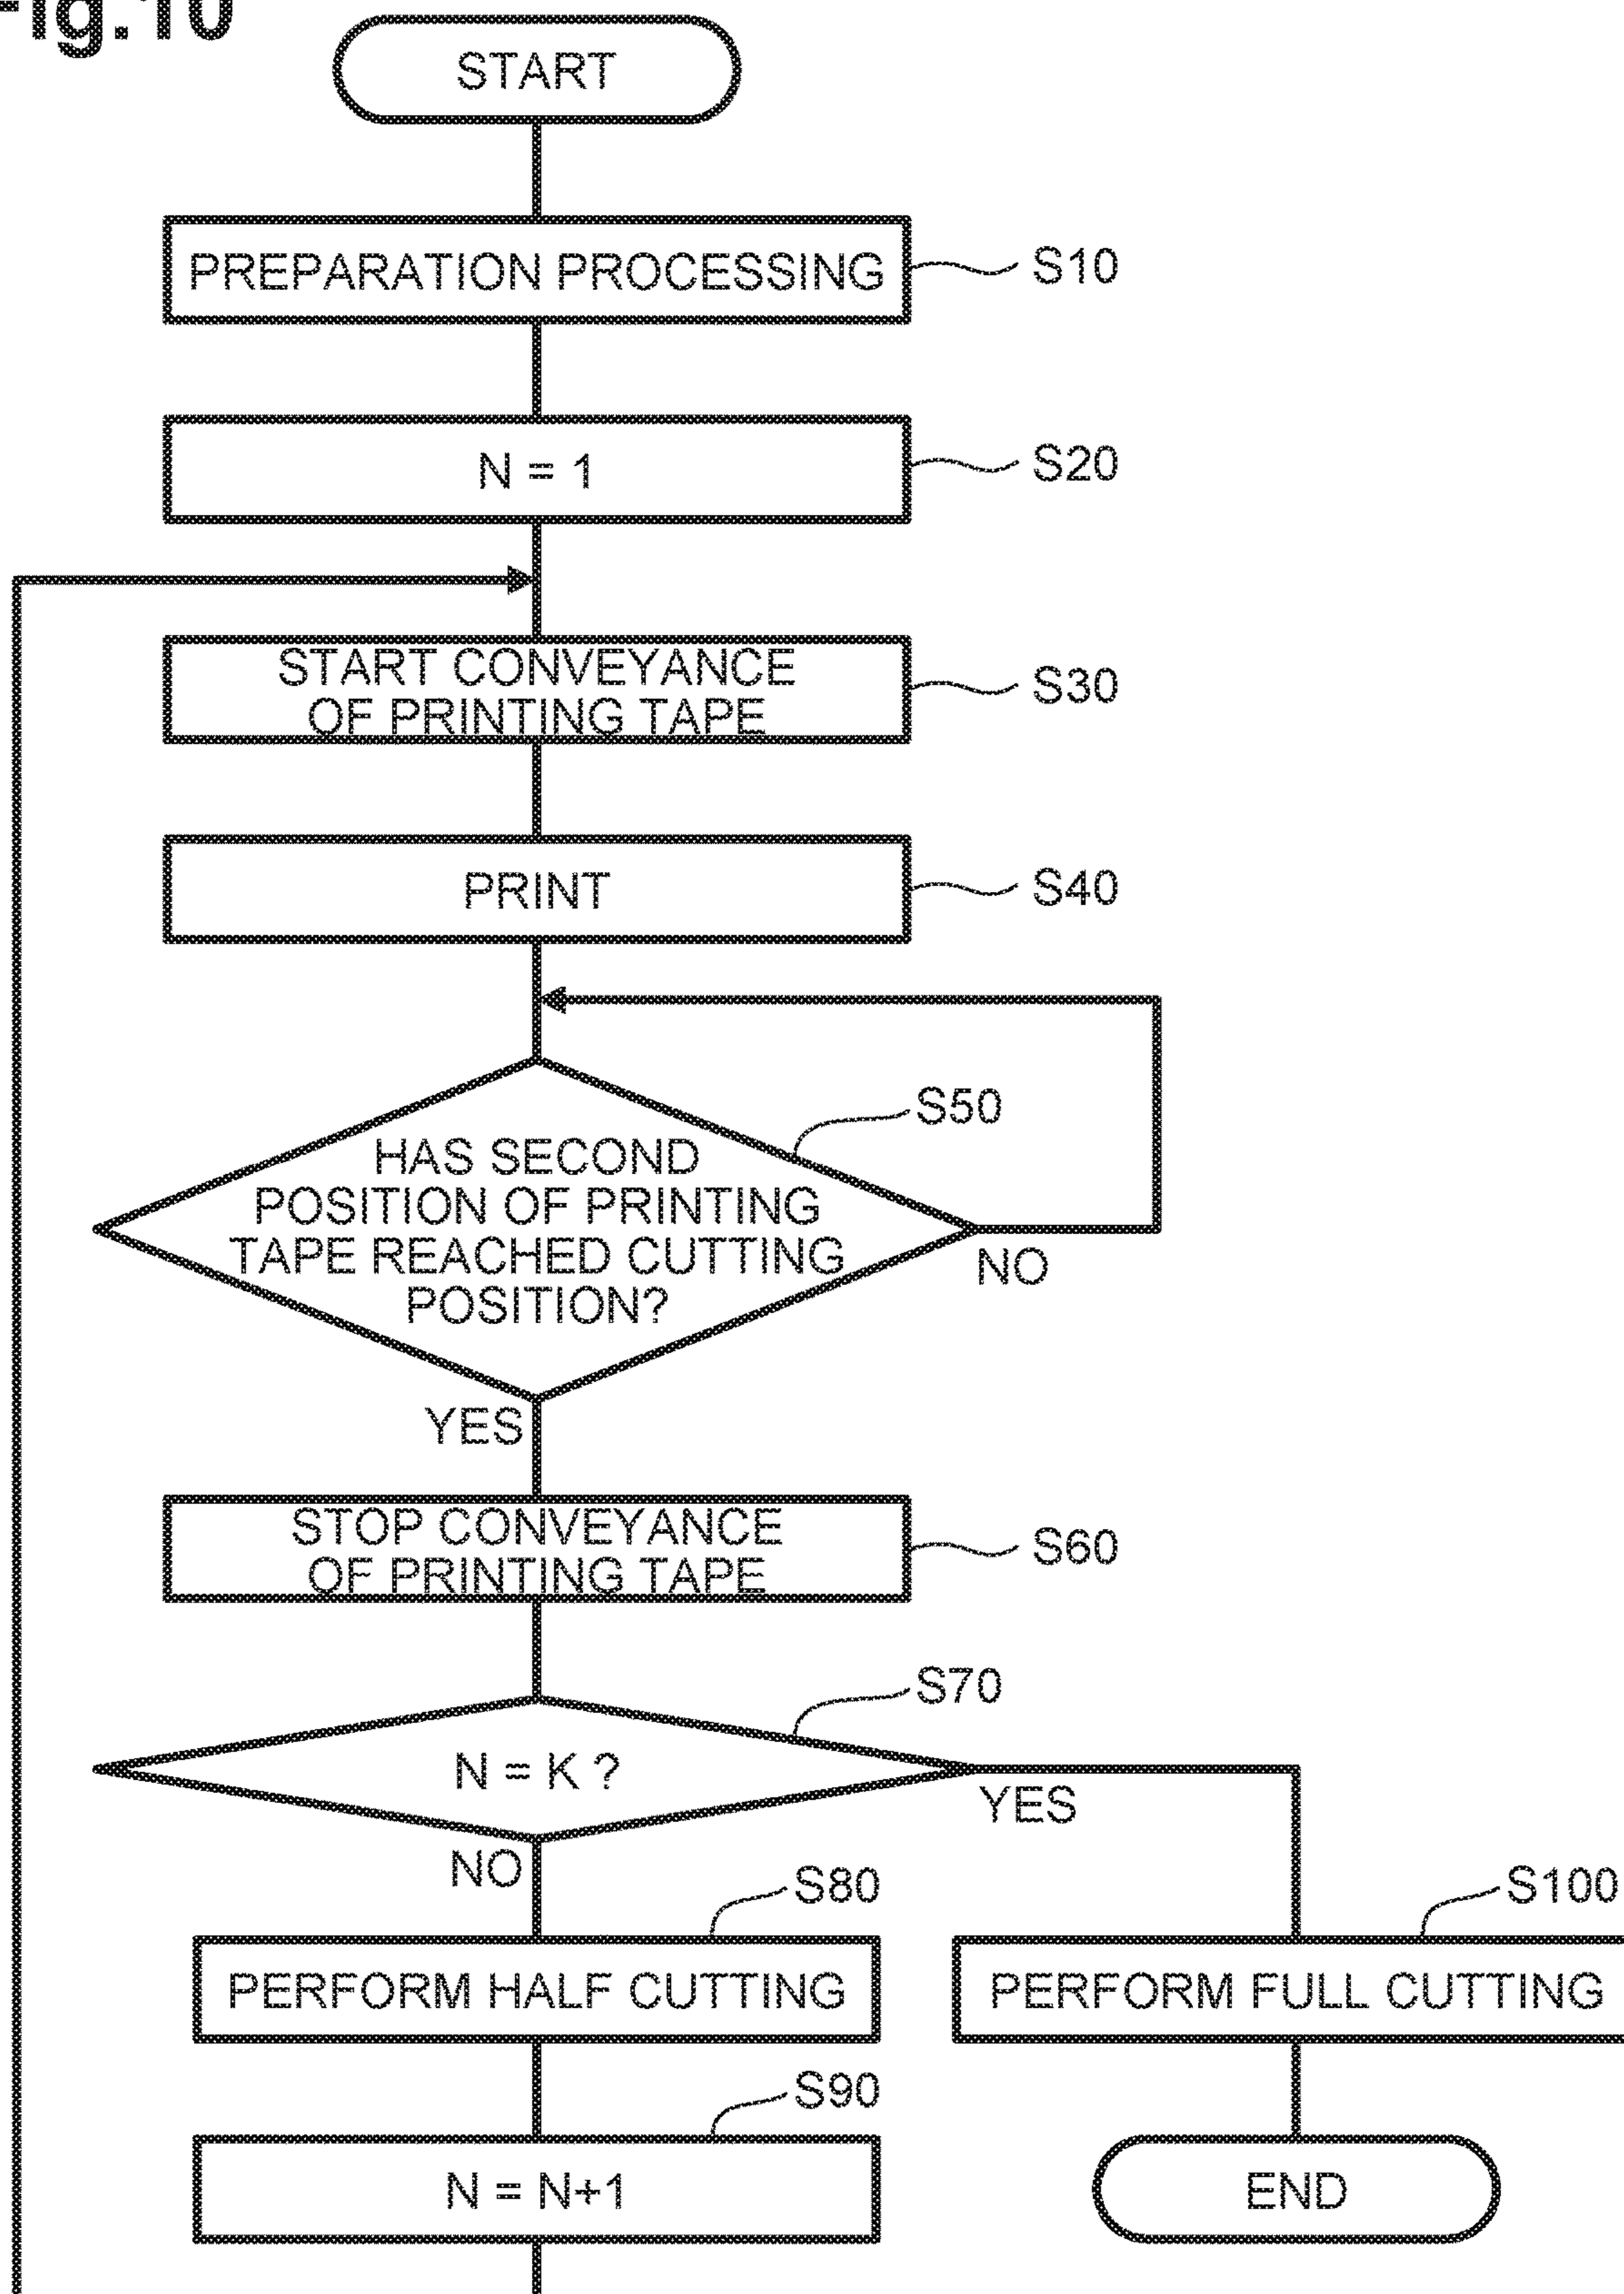 Fig.10
START
PREPARATION PROCESSING
S10
N = 1
S20
START CONVEYANCE
OF PRINTING TAPE
S30
PRINT
S40
S50
HAS SECOND
POSITION OF PRINTING
TAPE REACHED CUTTING
POSITION?
NO
YES
STOP CONVEYANCE
OF PRINTING TAPE
S60
S70
N = K ?
YES
NO
S80
S100
PERFORM HALF CUTTING
PERFORM FULL CUTTING
S90
N = N+1
END